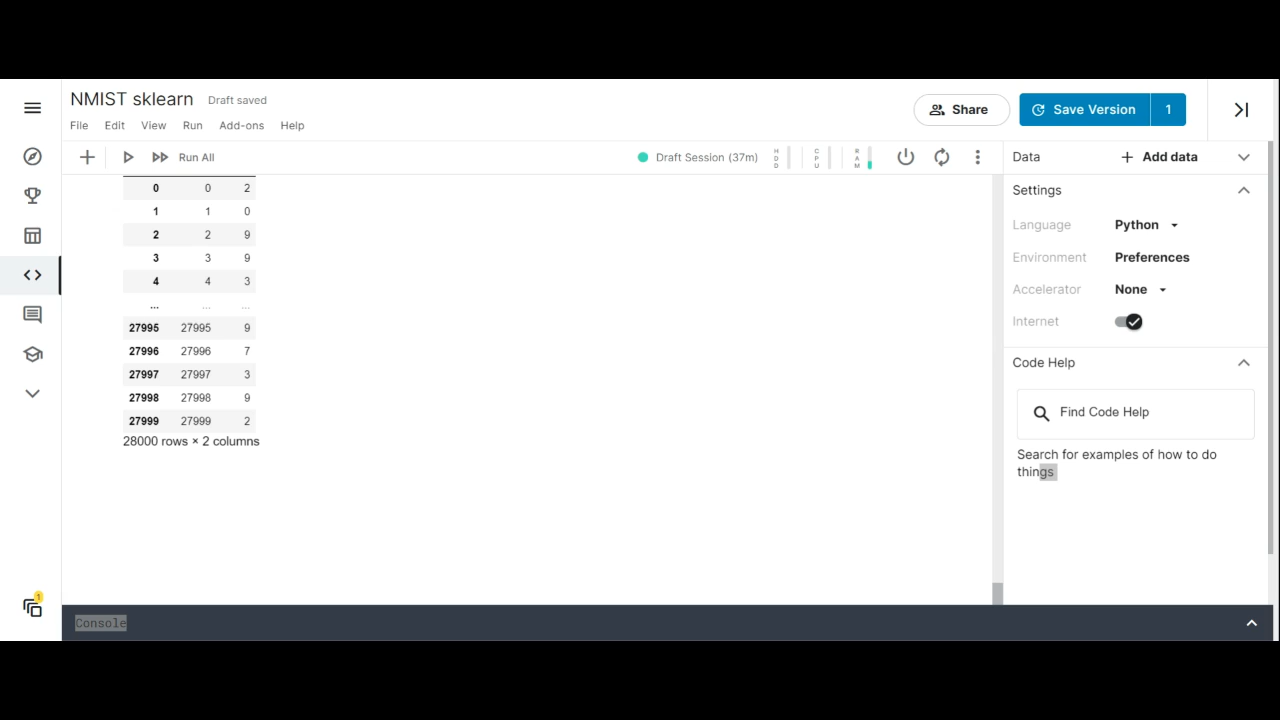 NMIST sklearn Draft saved
Share
Save Version 1
File Edit View Run Add-ons Help
Run All
Draft Session (37m)
HDD
CPU
RAM
Data
Add data
0 0 2
1 1 0
2 2 9
3 3 9
4 4 3
... ... ...
27995 27995 9
27996 27996 7
27997 27997 3
27998 27998 9
27999 27999 2
28000 rows × 2 columns
Settings
Language Python
Environment Preferences
Accelerator None
Internet
Code Help
Find Code Help
Search for examples of how to do
things
1
Console